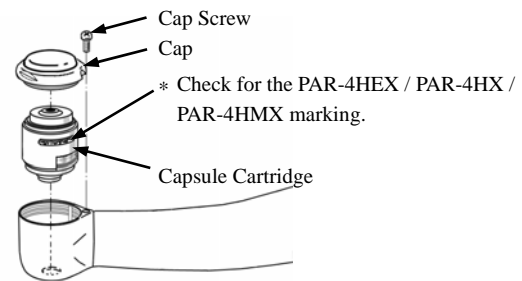 Cap Screw
Cap
* Check for the PAR-4HEX / PAR-4HX /
PAR-4HMX marking.
Capsule Cartridge